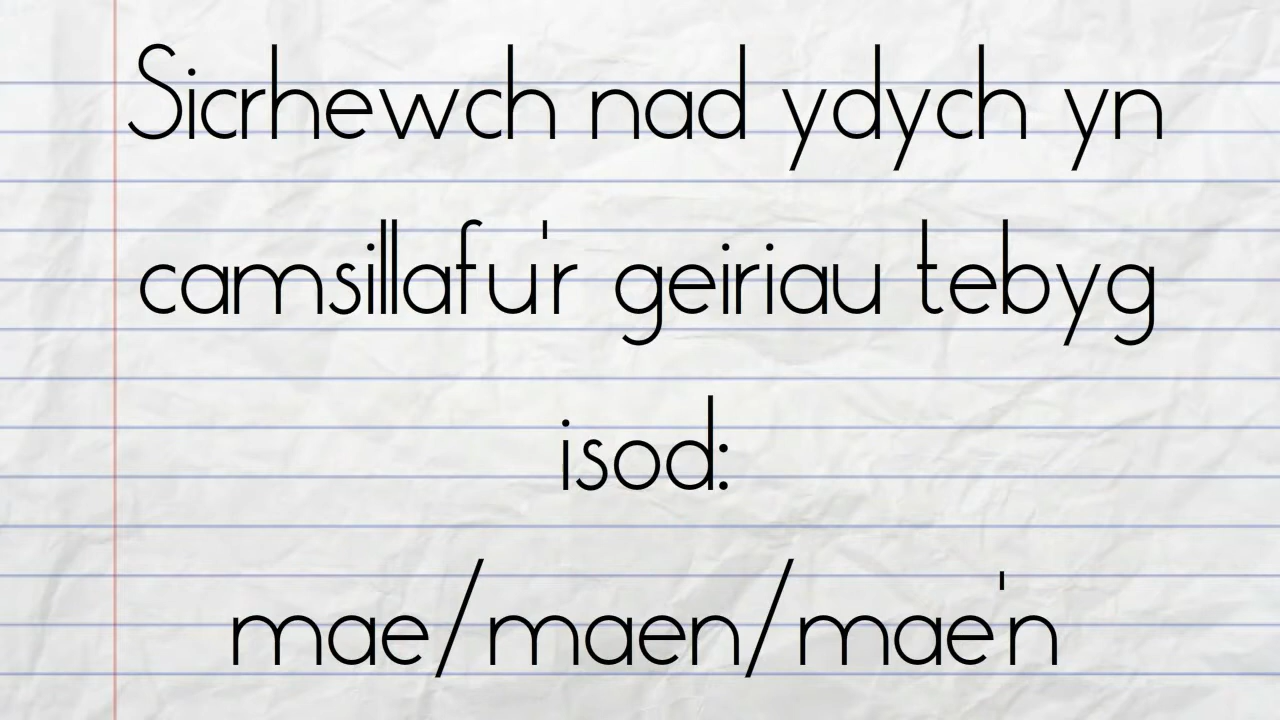 Sicrhewch nad ydych yn
camsillafu'r geiriau tebyg
isod:
mae/maen/mae'n